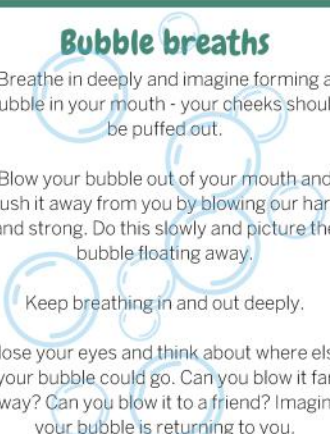 Bubble breaths
Breathe in deeply and imagine forming a
ubble in your mouth - your cheeks shoul
be puffed out.
Blow your bubble out of your mouth and
ush it away from you by blowing our har
and strong. Do this slowly and picture the
bubble floating away.
Keep breathing in and out deeply.
lose your eyes and think about where els
your bubble could go. Can you blow it far
way? Can you blow it to a friend? Imagin
your bubble is returning to you.